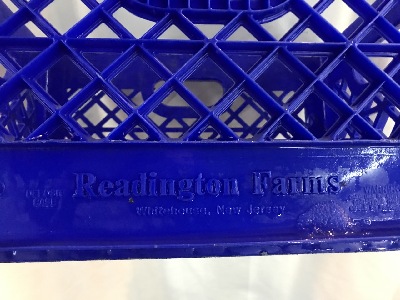 Readington Farms
Whitehouse, New Jersey